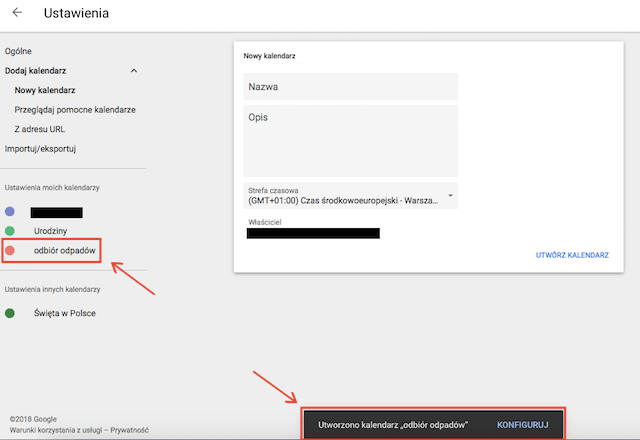 Ustawienia
Ogólne
Dodaj kalendarz
Nowy kalendarz
Przeglądaj pomocne kalendarze
Z adresu URL
Importuj/eksportuj
Ustawienia moich kalendarzy
Urodziny
odbiór odpadów
Ustawienia innych kalendarzy
Święta w Polsce
©2018 Google
Warunki korzystania z usługi – Prywatność
Nowy kalendarz
Nazwa
Opis
Strefa czasowa
(GMT+01:00) Czas środkowoeuropejski - Warsza...
Właściciel
UTWÓRZ KALENDARZ
Utworzono kalendarz „odbiór odpadów”
KONFIGURUJ